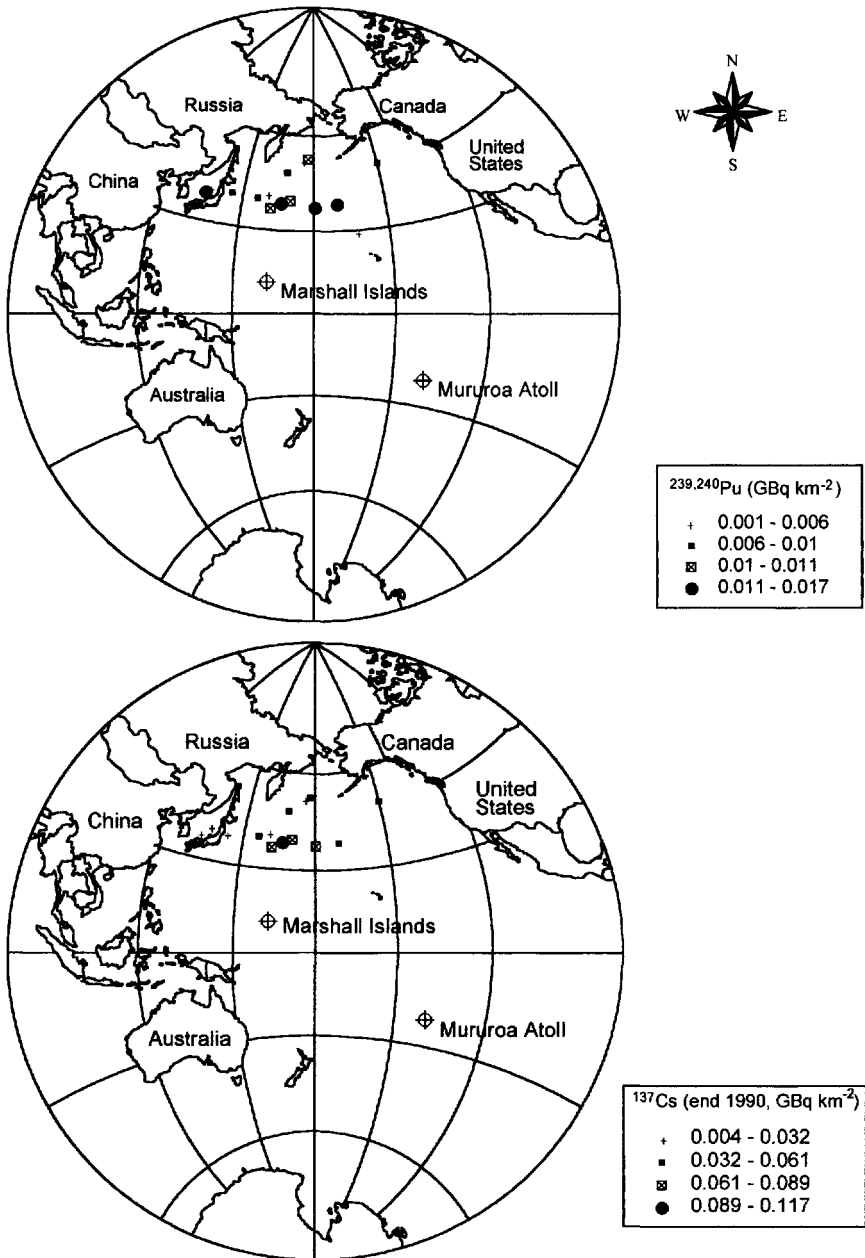 N
W E
S
Russia
Canada
United
States
China
Marshall Islands
Australia
Mururoa Atoll
239,240Pu (GBq km-2)
0.001 - 0.006
0.006 - 0.01
0.01 - 0.011
0.011 - 0.017
Russia
Canada
United
States
China
Marshall Islands
Australia
Mururoa Atoll
137Cs (end 1990, GBq km-2)
0.004 - 0.032
0.032 - 0.061
0.061 - 0.089
0.089 - 0.117